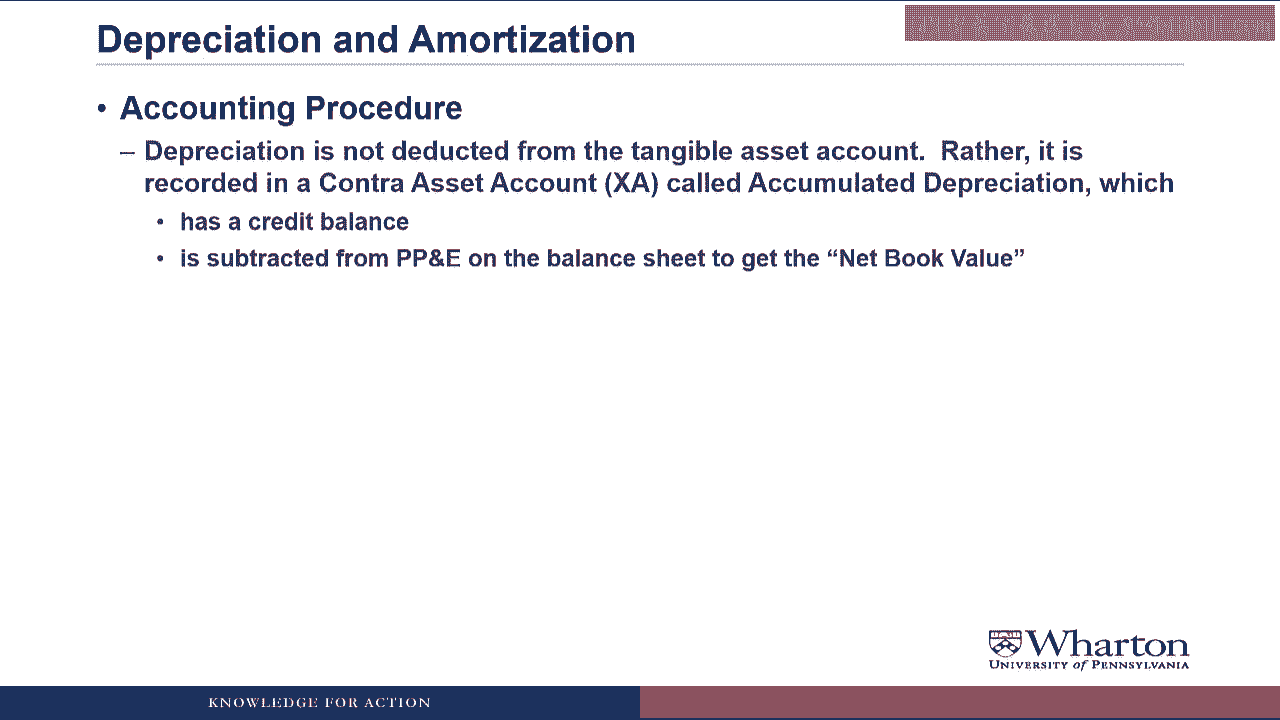 Depreciation and Amortization
• Accounting Procedure
– Depreciation is not deducted from the tangible asset account. Rather, it is
recorded in a Contra Asset Account (XA) called Accumulated Depreciation, which
• has a credit balance
• is subtracted from PP&E on the balance sheet to get the “Net Book Value”
Wharton
UNIVERSITY of PENNSYLVANIA
KNOWLEDGE FOR ACTION